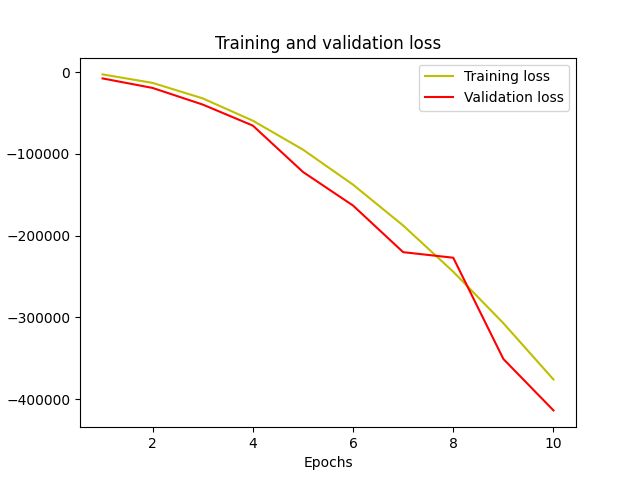 Training and validation loss
Training loss
Validation loss
0
−100000
−200000
−300000
−400000
2 4 6 8 10
Epochs